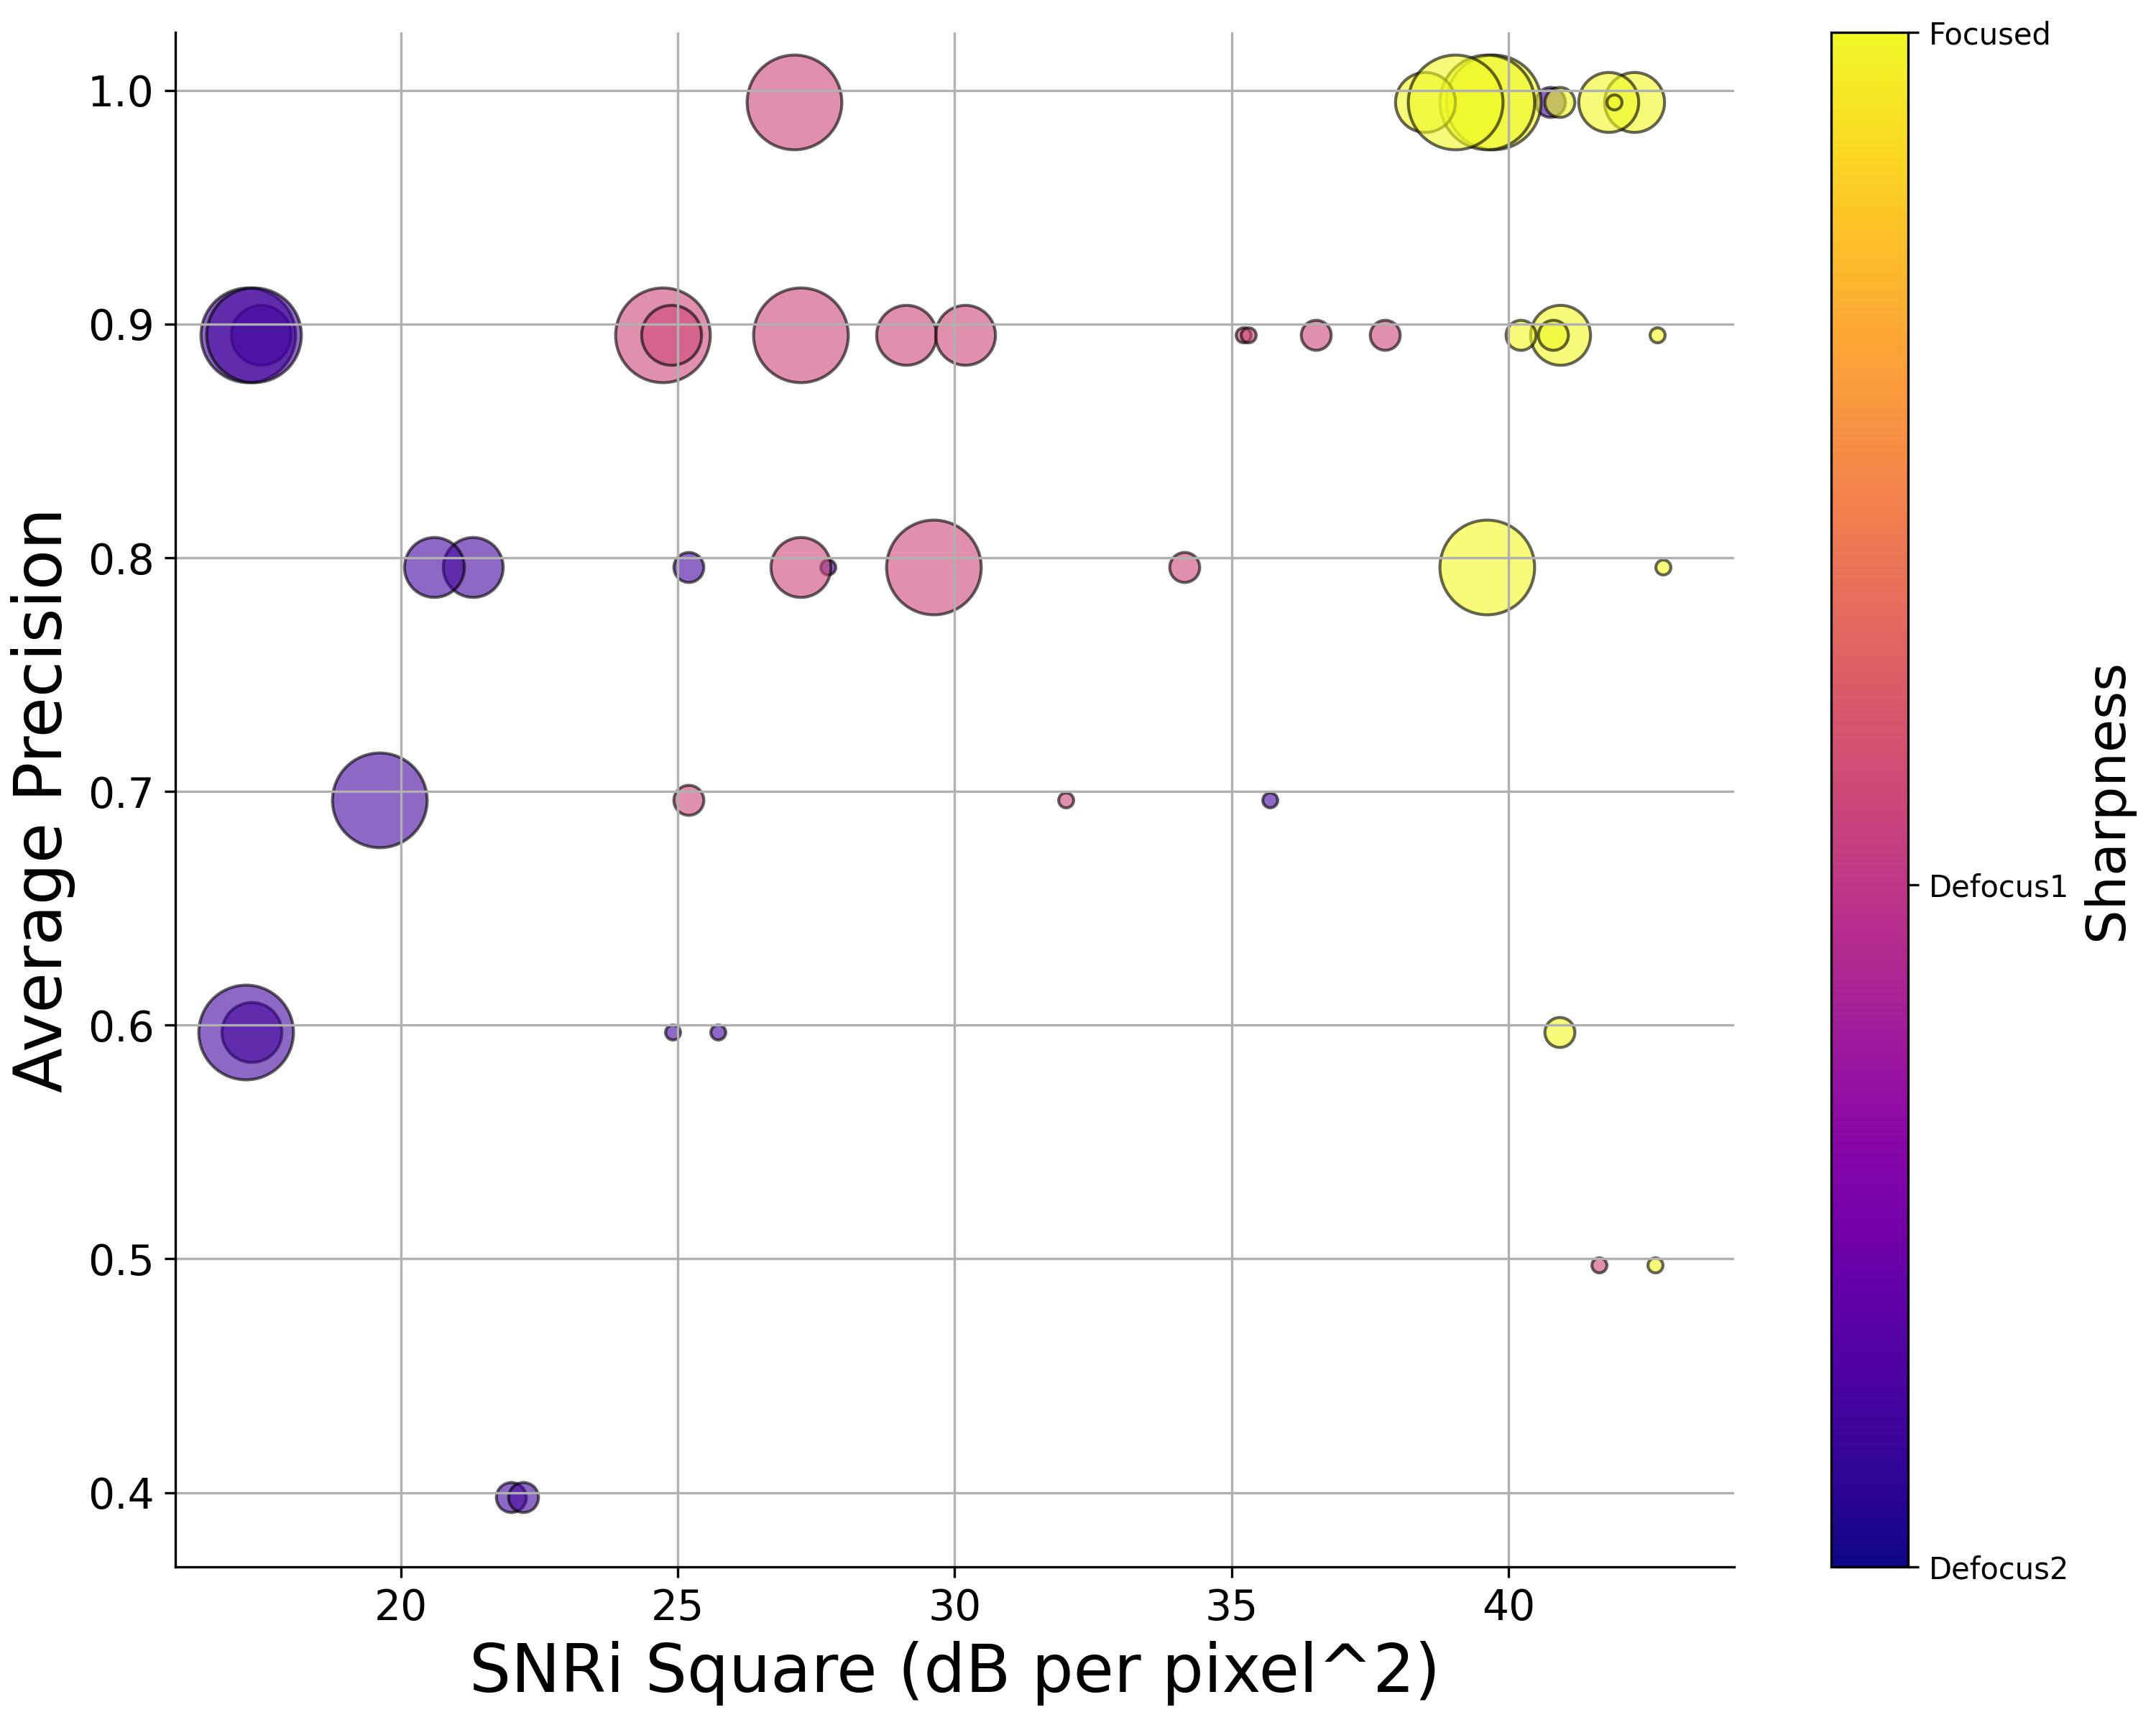 Average Precision
1.0
0.9
0.8
0.7
0.6
0.5
0.4
20 25 30 35 40
SNRi Square (dB per pixel^2)
Focused
Defocus1
Defocus2
Sharpness